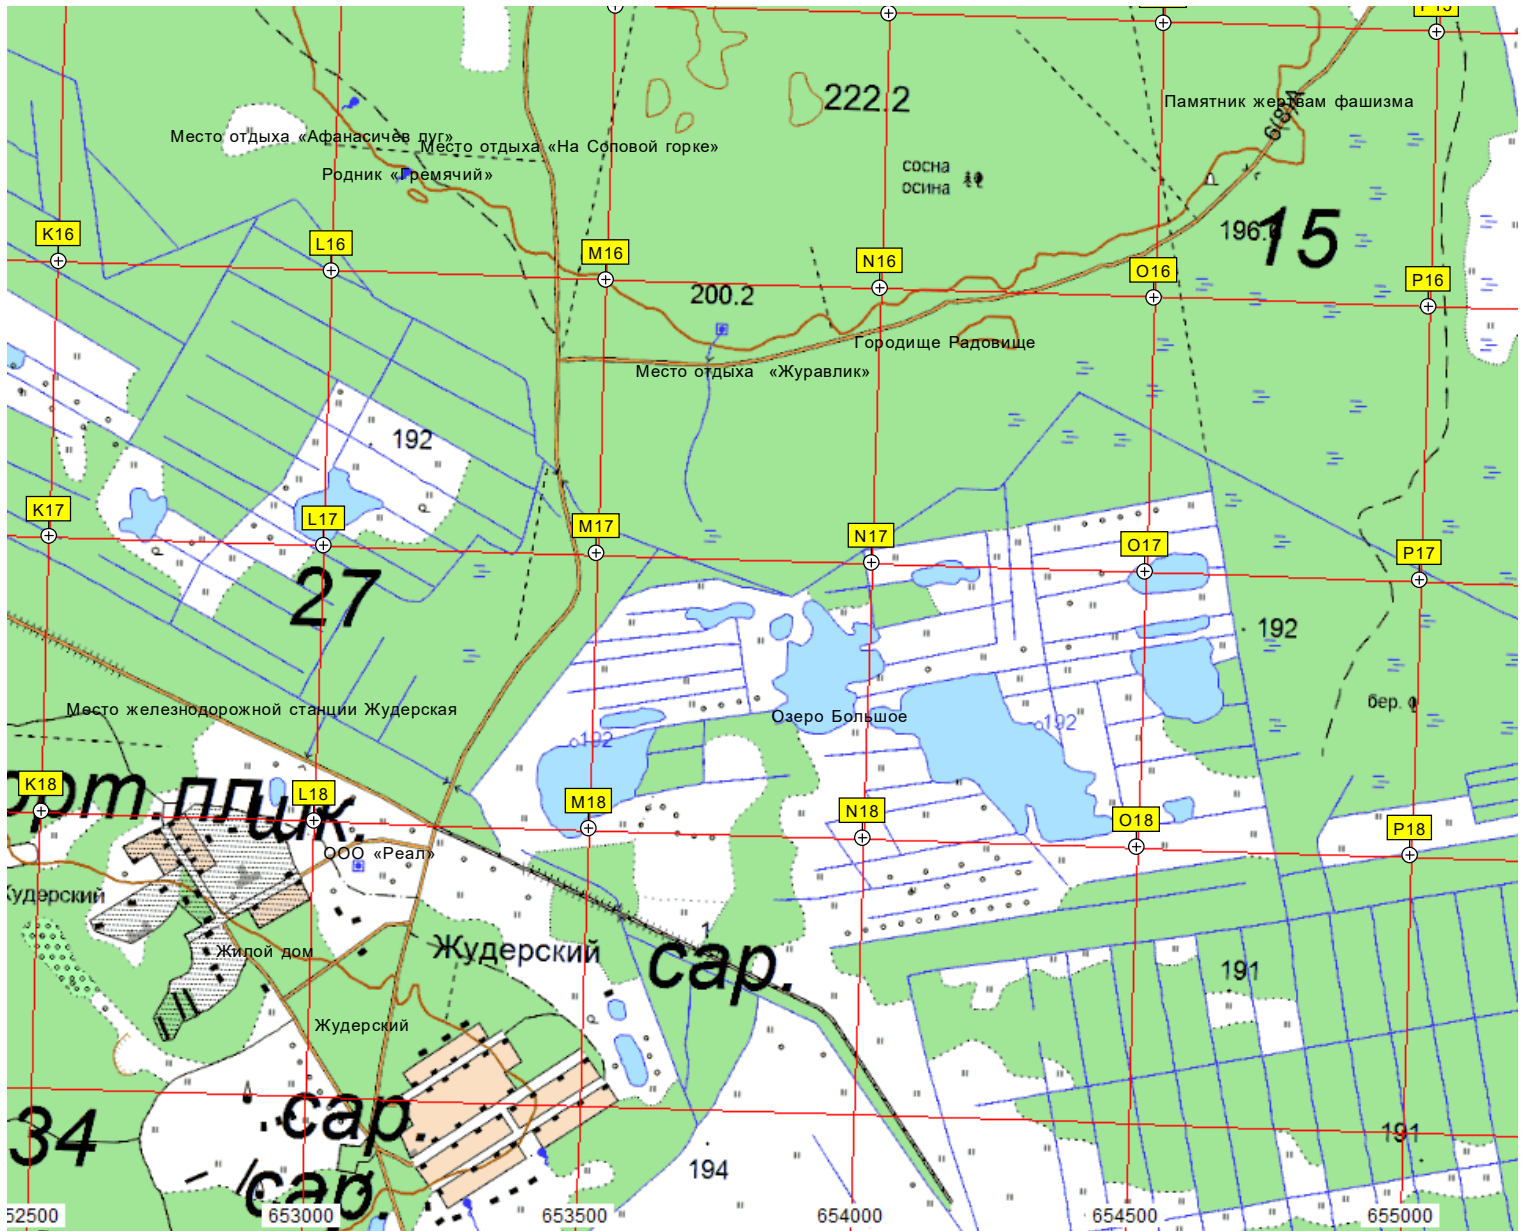 P15
222.2
Памятник жертвам фашизма
6(8)А
Место отдыха «Афанасичев луг»
Место отдыха «На Соповой горке»
Родник «Гремячий»
сосна
осина
196.
15
K16
L16
M16
N16
O16
P16
200.2
Городище Радовище
Место отдыха «Журавлик»
192
K17
L17
M17
N17
O17
P17
27
192
бер.
Место железнодорожной станции Жудерская
Озеро Большое
192
192
K18
L18
M18
N18
O18
P18
ООО «Реал»
Жудерский
Жилой дом
Жудерский
1
сар.
191
Жудерский
34
сар.
сар
194
191
52500
653000
653500
654000
654500
655000